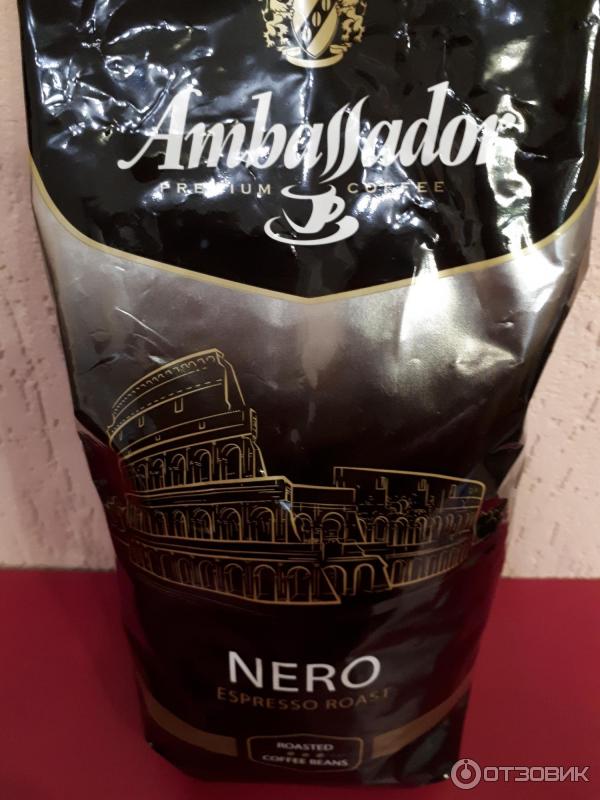 Ambassador
PREMIUM COFFEE
NERO
ESPRESSO ROAST
ROASTED
COFFEE BEANS
ОТЗОВИК